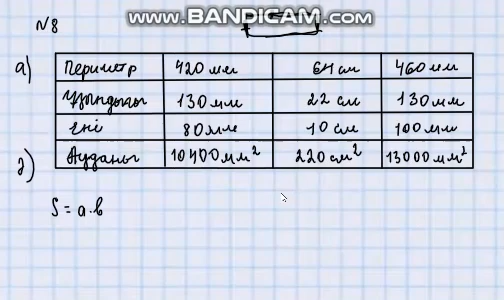 www.BANDICAM.com
№8
а) Периметр 420 мм 64 см 460 мм
Ұзындығы 130 мм 22 см 130 мм
Ені 80 мм 10 см 100 мм
Ауданы 10400 мм² 220 см² 13000 мм²
ә)
S = a · b